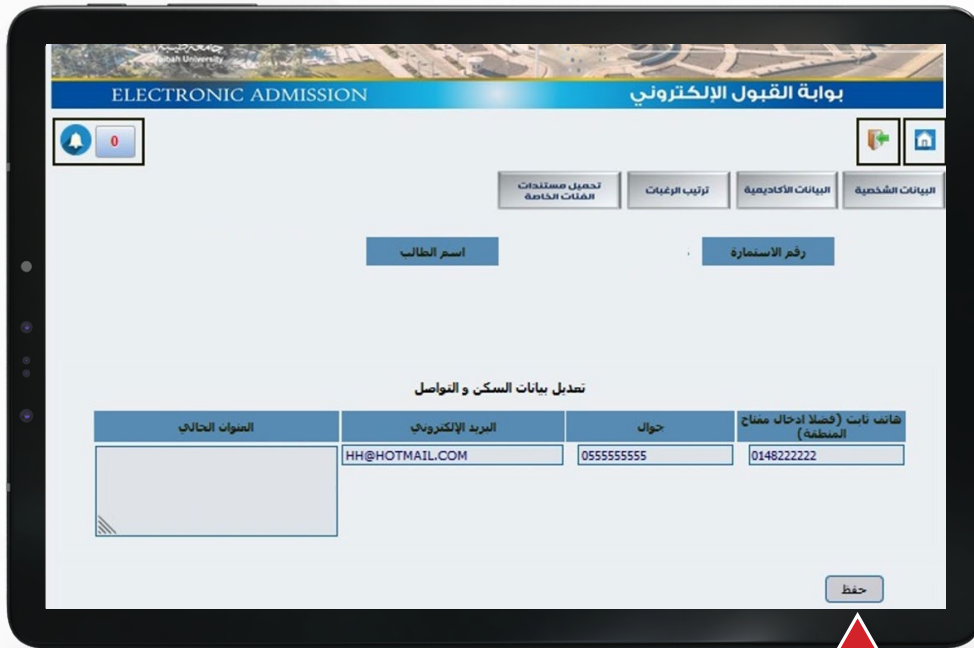 جامعة طيبة
Taibah University
ELECTRONIC ADMISSION
بوابة القبول الإلكتروني
0
البيانات الشخصية
البيانات الأكاديمية
ترتيب الرغبات
تحميل مستندات
الفئات الخاصة
رقم الاستمارة
اسم الطالب
تعديل بيانات السكن و التواصل
هاتف ثابت (فضلا ادخال مفتاح
المنطقة)
جوال
البريد الإلكتروني
العنوان الحالي
0148222222
0555555555
HH@HOTMAIL.COM
حفظ